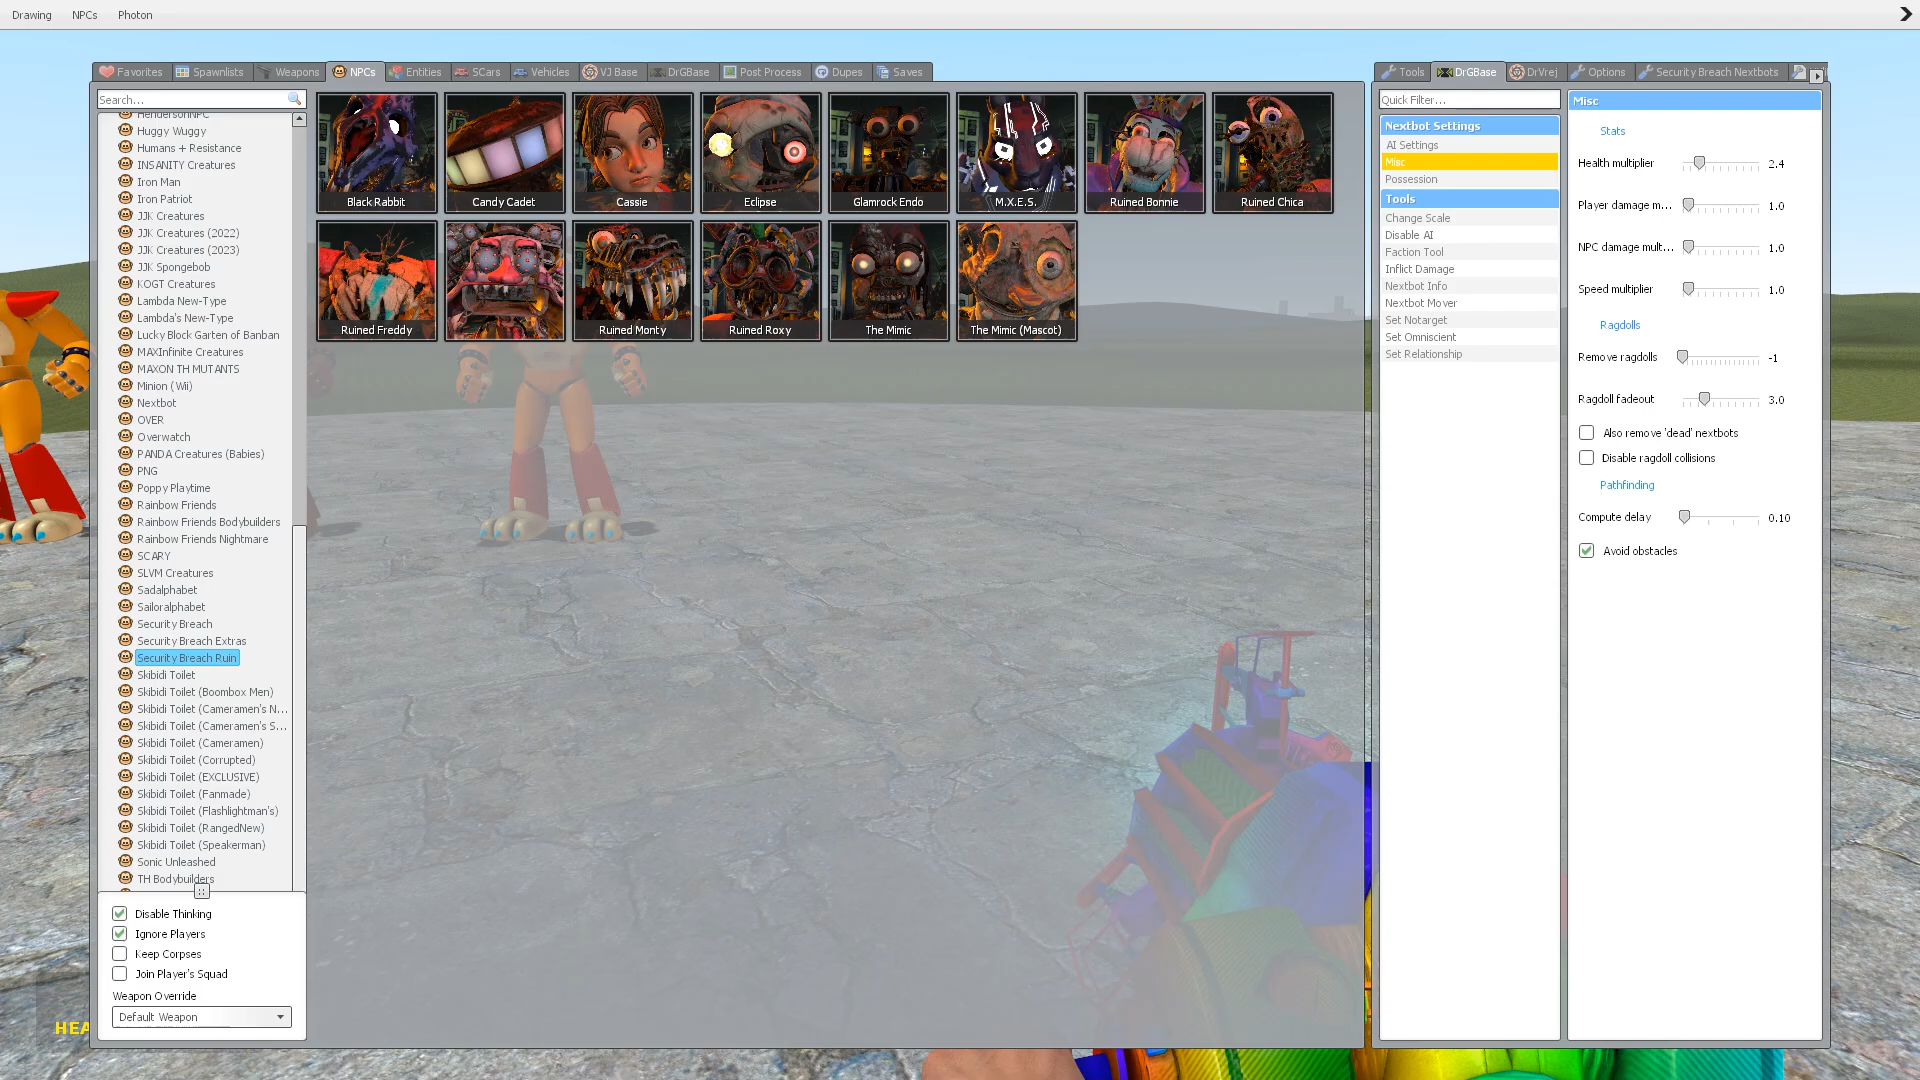 Drawing NPCs Photon
Favorites Spawnlists Weapons NPCs Entities SCars Vehicles VJ Base DrGBase Post Process Dupes Saves
Search...
HendersonNPC
Huggy Wuggy
Humans + Resistance
INSANITY Creatures
Iron Man
Iron Patriot
JJK Creatures
JJK Creatures (2022)
JJK Creatures (2023)
JJK Spongebob
KOGT Creatures
Lambda New-Type
Lambda's New-Type
Lucky Block Garten of Banban
MAXInfinite Creatures
MAXON TH MUTANTS
Minion (Wii)
Nextbot
OVER
Overwatch
PANDA Creatures (Babies)
PNG
Poppy Playtime
Rainbow Friends
Rainbow Friends Bodybuilders
Rainbow Friends Nightmare
SCARY
SLVM Creatures
Sadalphabet
Sailoralphabet
Security Breach
Security Breach Extras
Security Breach Ruin
Skibidi Toilet
Skibidi Toilet (Boombox Men)
Skibidi Toilet (Cameramen's N...
Skibidi Toilet (Cameramen's S...
Skibidi Toilet (Cameramen)
Skibidi Toilet (Corrupted)
Skibidi Toilet (EXCLUSIVE)
Skibidi Toilet (Fanmade)
Skibidi Toilet (Flashlightman's)
Skibidi Toilet (RangedNew)
Skibidi Toilet (Speakerman)
Sonic Unleashed
TH Bodybuilders
Disable Thinking
Ignore Players
Keep Corpses
Join Player's Squad
Weapon Override
Default Weapon
HEA
Black Rabbit Candy Cadet Cassie Eclipse Glamrock Endo M.X.E.S. Ruined Bonnie Ruined Chica
Ruined Freddy Ruined Monty Ruined Roxy The Mimic The Mimic (Mascot)
Tools DrGBase DrVrej Options Security Breach Nextbots
Quick Filter...
Nextbot Settings
AI Settings
Misc
Possession
Tools
Change Scale
Disable AI
Faction Tool
Inflict Damage
Nextbot Info
Nextbot Mover
Set Notarget
Set Omniscient
Set Relationship
Misc
Stats
Health multiplier 2.4
Player damage m... 1.0
NPC damage mult... 1.0
Speed multiplier 1.0
Ragdolls
Remove ragdolls -1
Ragdoll fadeout 3.0
Also remove 'dead' nextbots
Disable ragdoll collisions
Pathfinding
Compute delay 0.10
Avoid obstacles